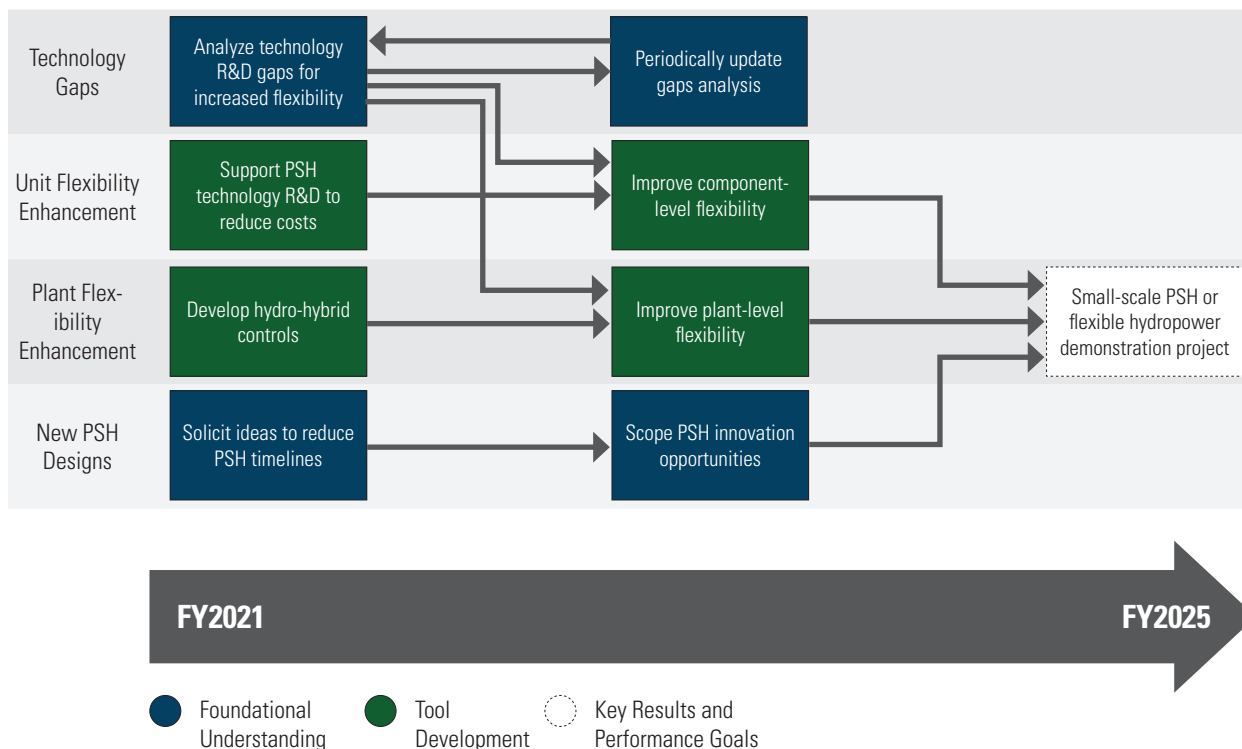 Technology
Gaps
Analyze technology
R&D gaps for
increased flexibility
Periodically update
gaps analysis
Unit Flexibility
Enhancement
Support PSH
technology R&D to
reduce costs
Improve component-
level flexibility
Plant Flex-
ibility
Enhancement
Develop hydro-hybrid
controls
Improve plant-level
flexibility
Small-scale PSH or
flexible hydropower
demonstration project
New PSH
Designs
Solicit ideas to reduce
PSH timelines
Scope PSH innovation
opportunities
FY2021
FY2025
Foundational
Understanding
Tool
Development
Key Results and
Performance Goals